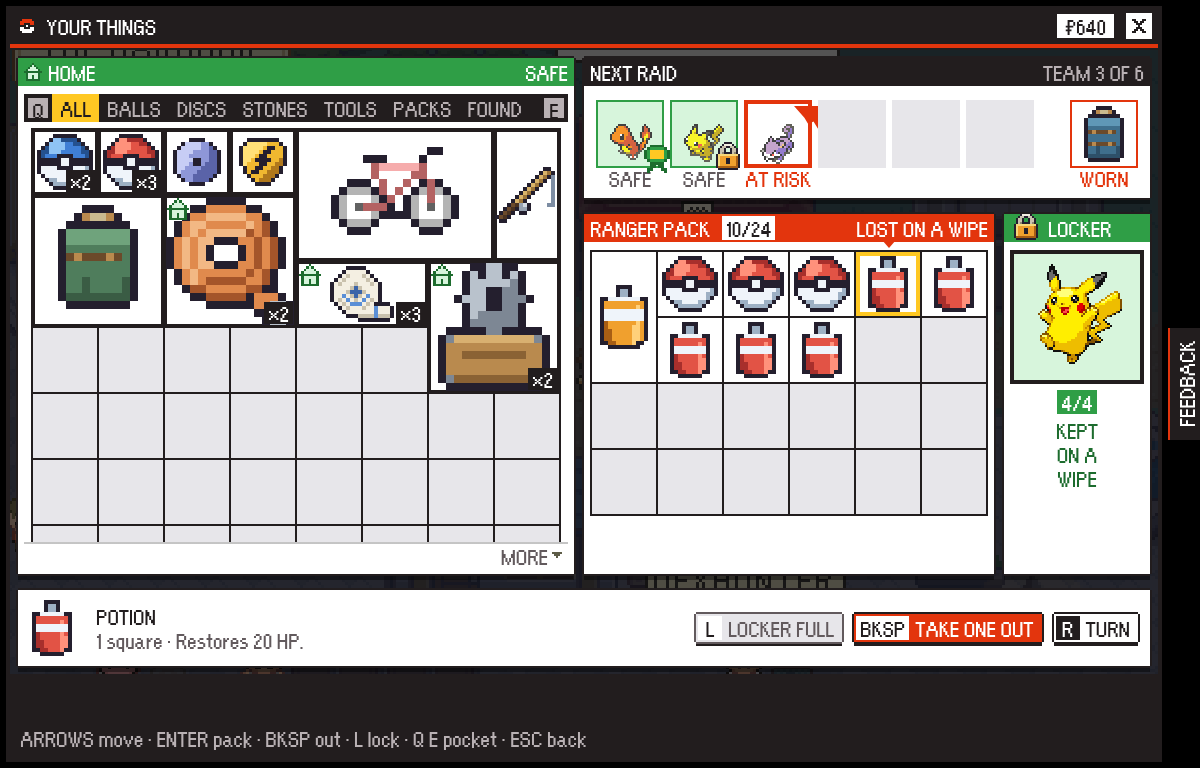 YOUR THINGS
₽640
X
HOME
SAFE
Q ALL BALLS DISCS STONES TOOLS PACKS FOUND E
×2
×3
×2
×3
×2
MORE
NEXT RAID
TEAM 3 OF 6
SAFE
SAFE
AT RISK
WORN
RANGER PACK 10/24
LOST ON A WIPE
LOCKER
4/4
KEPT
ON A
WIPE
FEEDBACK
POTION
1 square · Restores 20 HP.
L LOCKER FULL
BKSP TAKE ONE OUT
R TURN
ARROWS move · ENTER pack · BKSP out · L lock · Q E pocket · ESC back